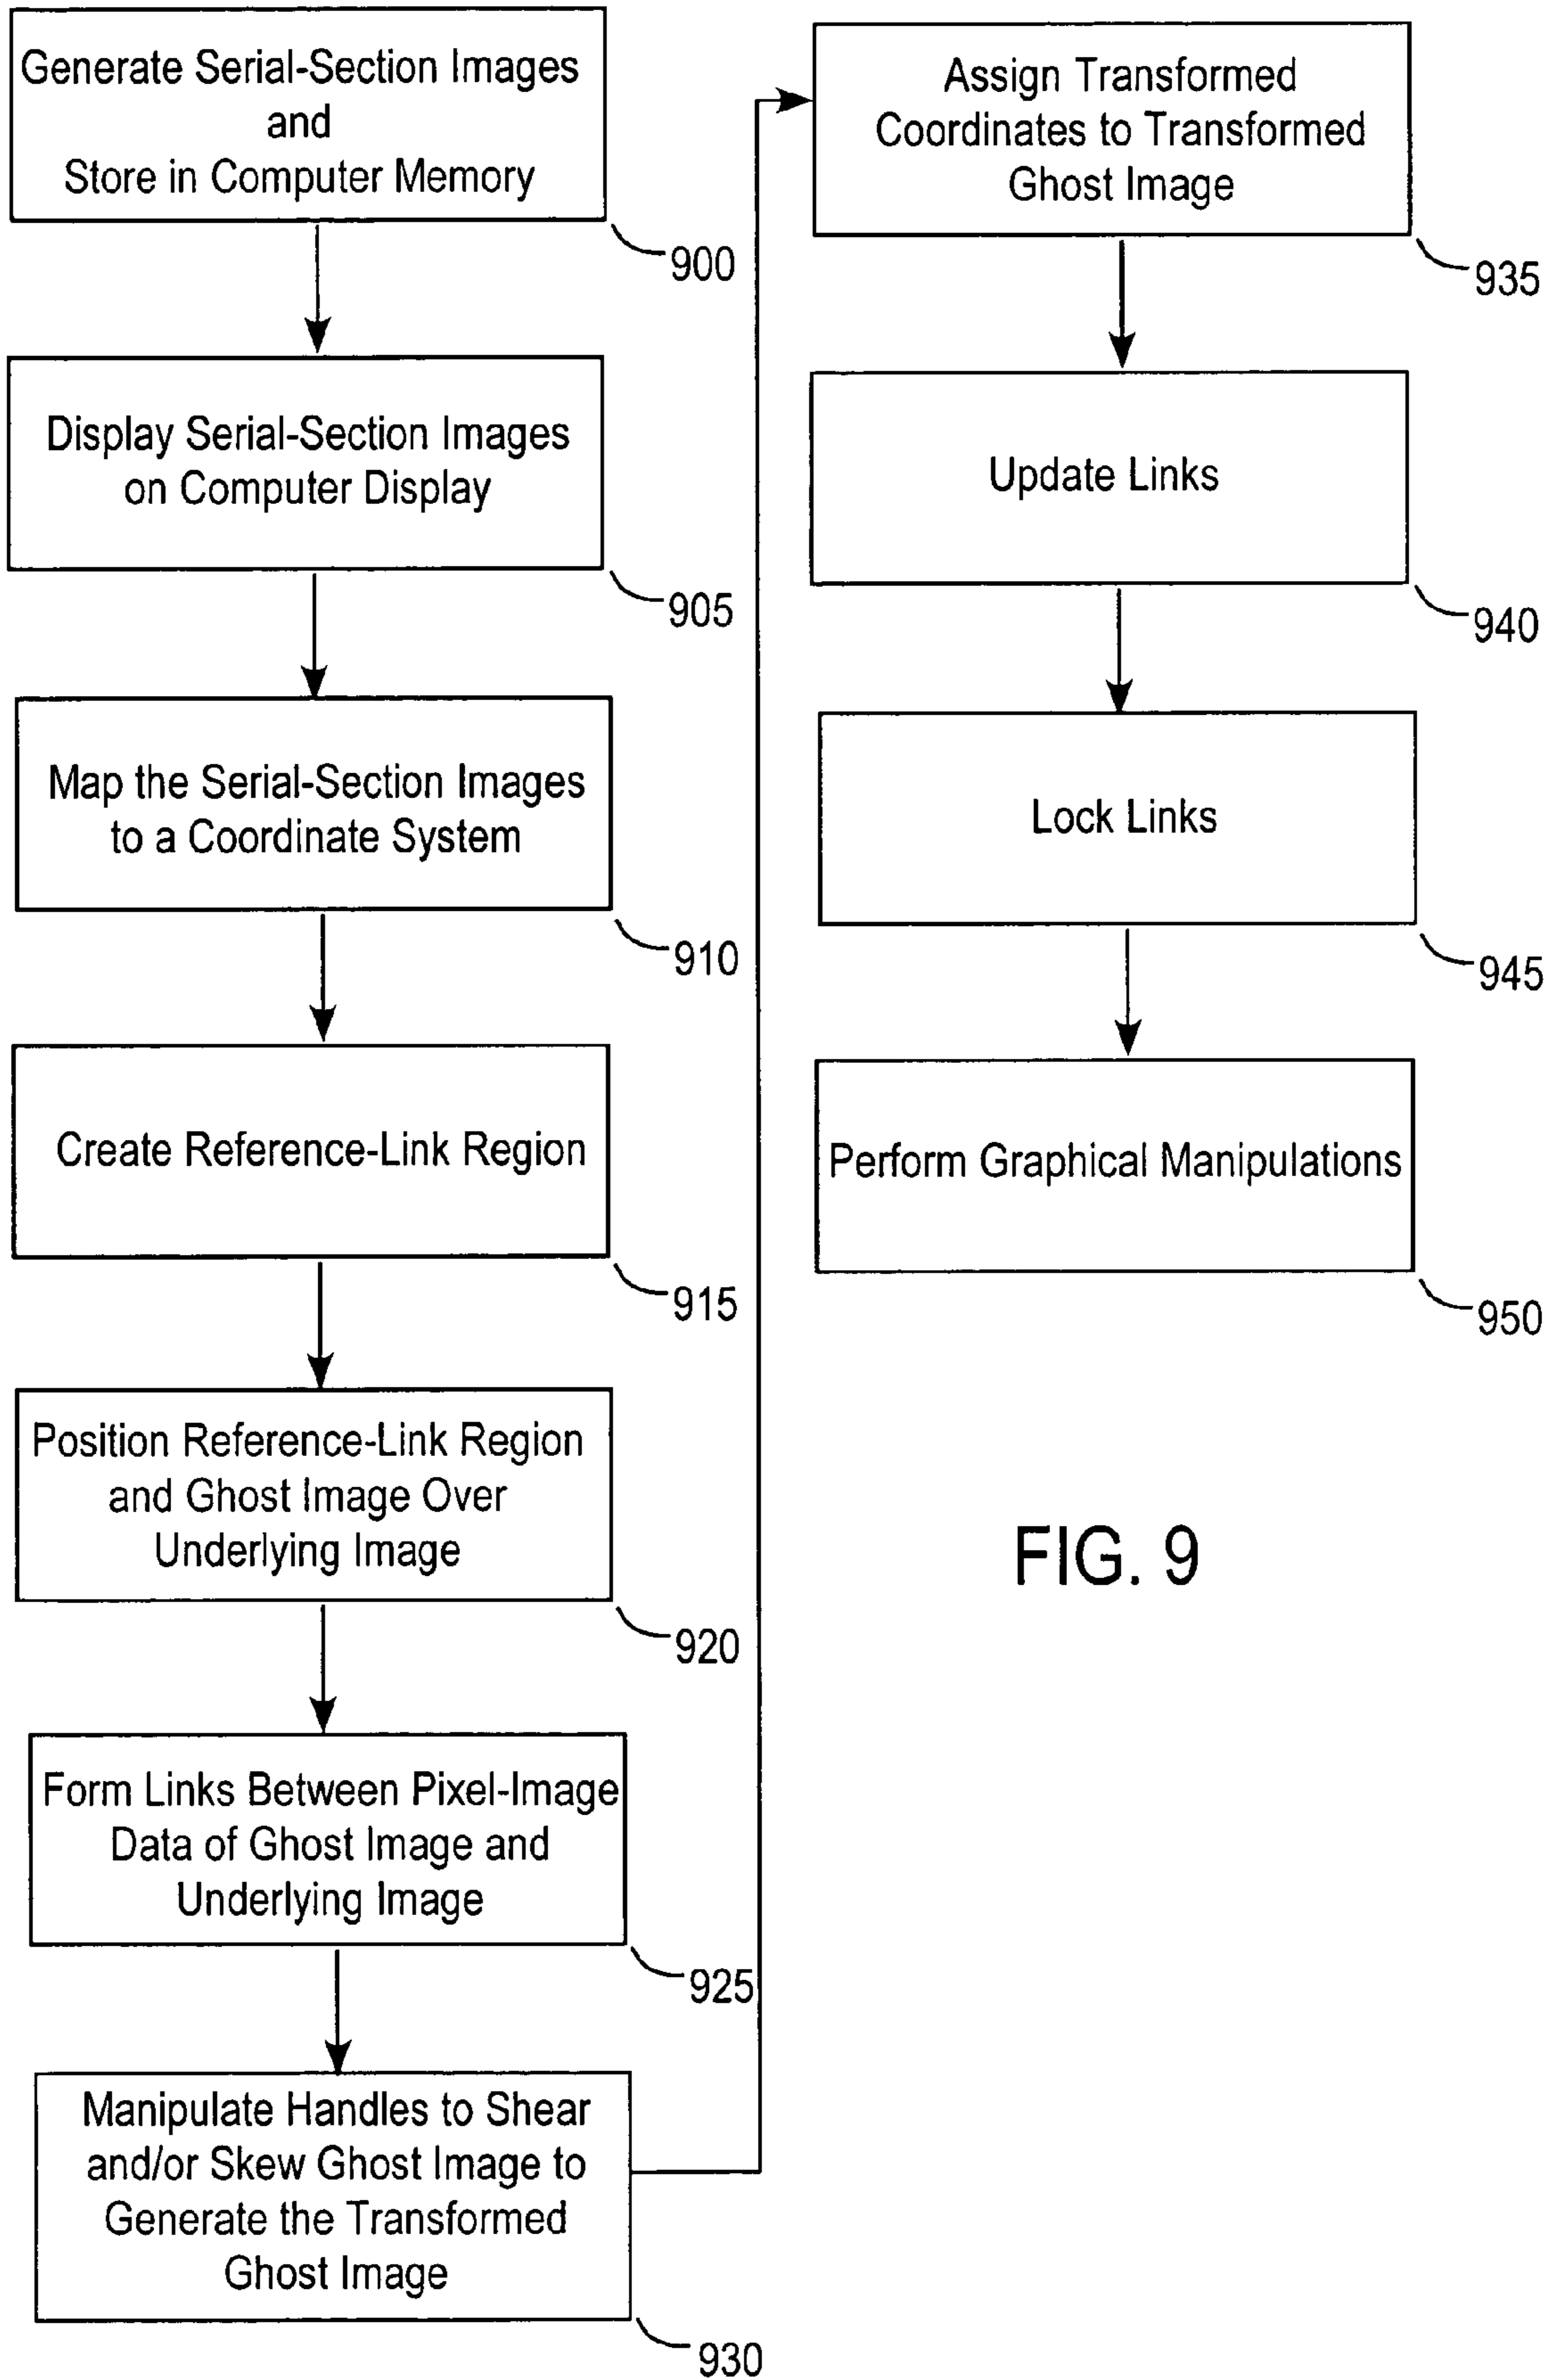 Generate Serial-Section Images
and
Store in Computer Memory
900
Display Serial-Section Images
on Computer Display
905
Map the Serial-Section Images
to a Coordinate System
910
Create Reference-Link Region
915
Position Reference-Link Region
and Ghost Image Over
Underlying Image
920
Form Links Between Pixel-Image
Data of Ghost Image and
Underlying Image
925
Manipulate Handles to Shear
and/or Skew Ghost Image to
Generate the Transformed
Ghost Image
930
Assign Transformed
Coordinates to Transformed
Ghost Image
935
Update Links
940
Lock Links
945
Perform Graphical Manipulations
950
FIG. 9